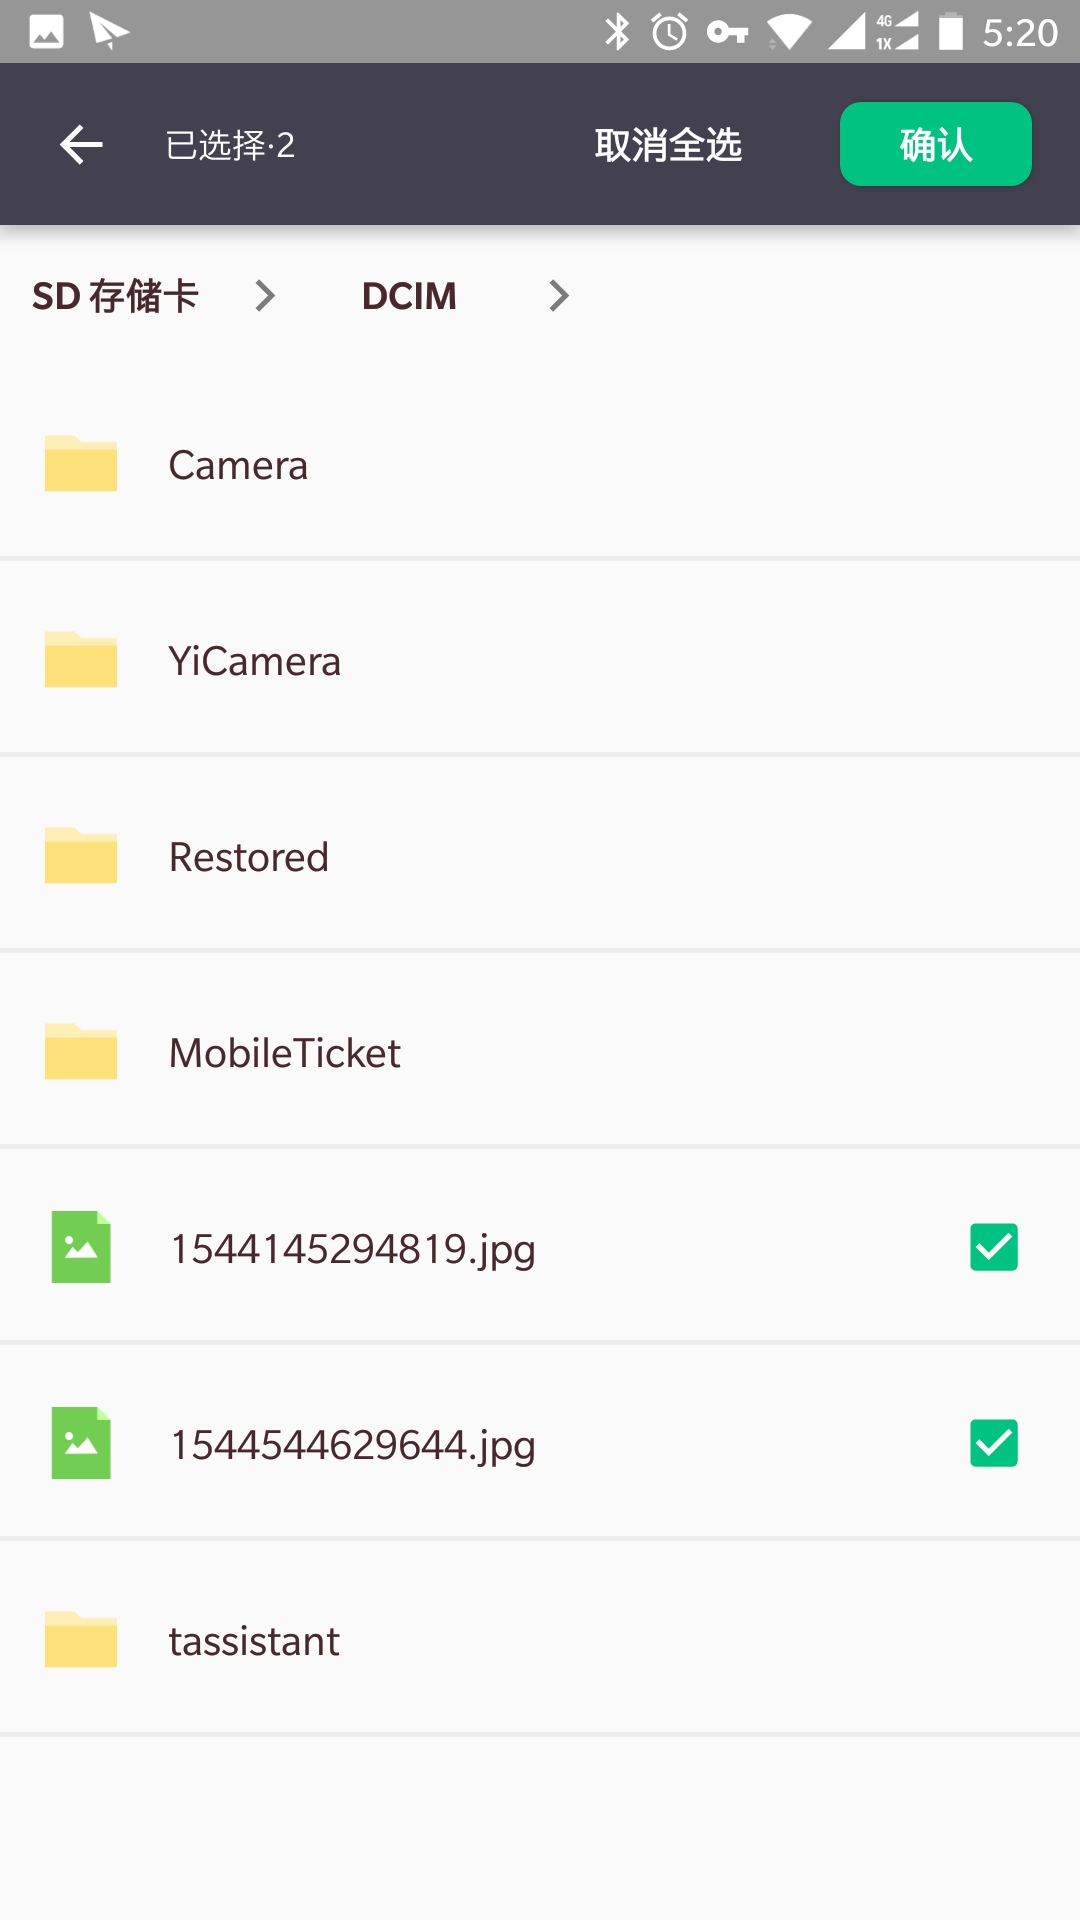 4G 1X 5:20
已选择·2 取消全选 确认
SD 存储卡 DCIM
Camera
YiCamera
Restored
MobileTicket
1544145294819.jpg
1544544629644.jpg
tassistant